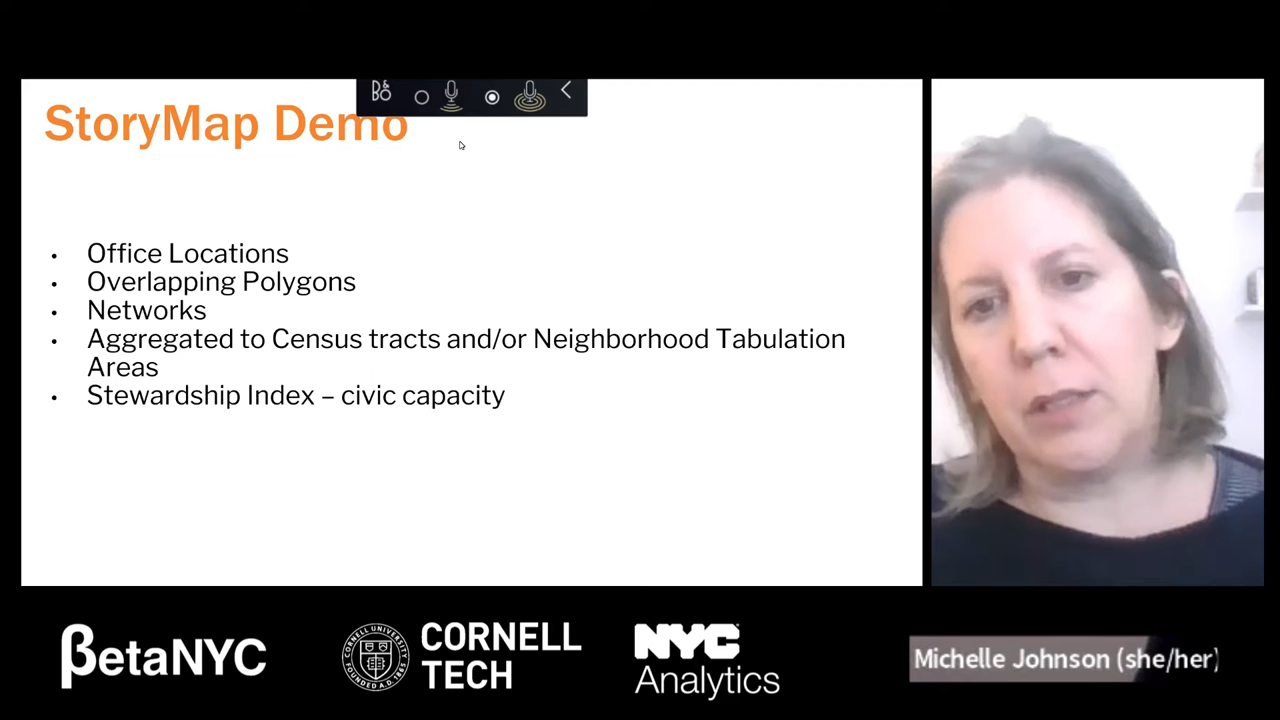 StoryMap Demo
Office Locations
Overlapping Polygons
Networks
Aggregated to Census tracts and/or Neighborhood Tabulation
Areas
Stewardship Index – civic capacity
βetaNYC
CORNELL
TECH
NYC
Analytics
Michelle Johnson (she/her)